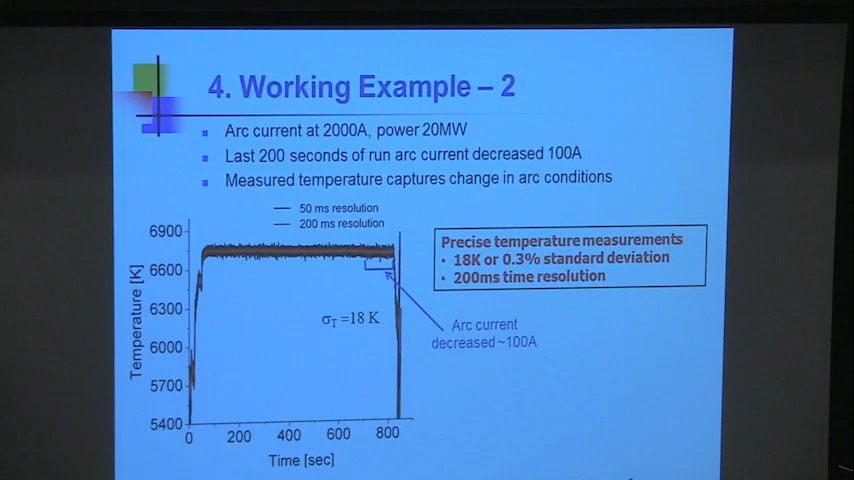 4. Working Example – 2
Arc current at 2000A, power 20MW
Last 200 seconds of run arc current decreased 100A
Measured temperature captures change in arc conditions
50 ms resolution
200 ms resolution
6900
6600
6300
6000
5700
5400
Temperature [K]
0
200
400
600
800
Time [sec]
σT =18 K
Precise temperature measurements
• 18K or 0.3% standard deviation
• 200ms time resolution
Arc current
decreased ~100A